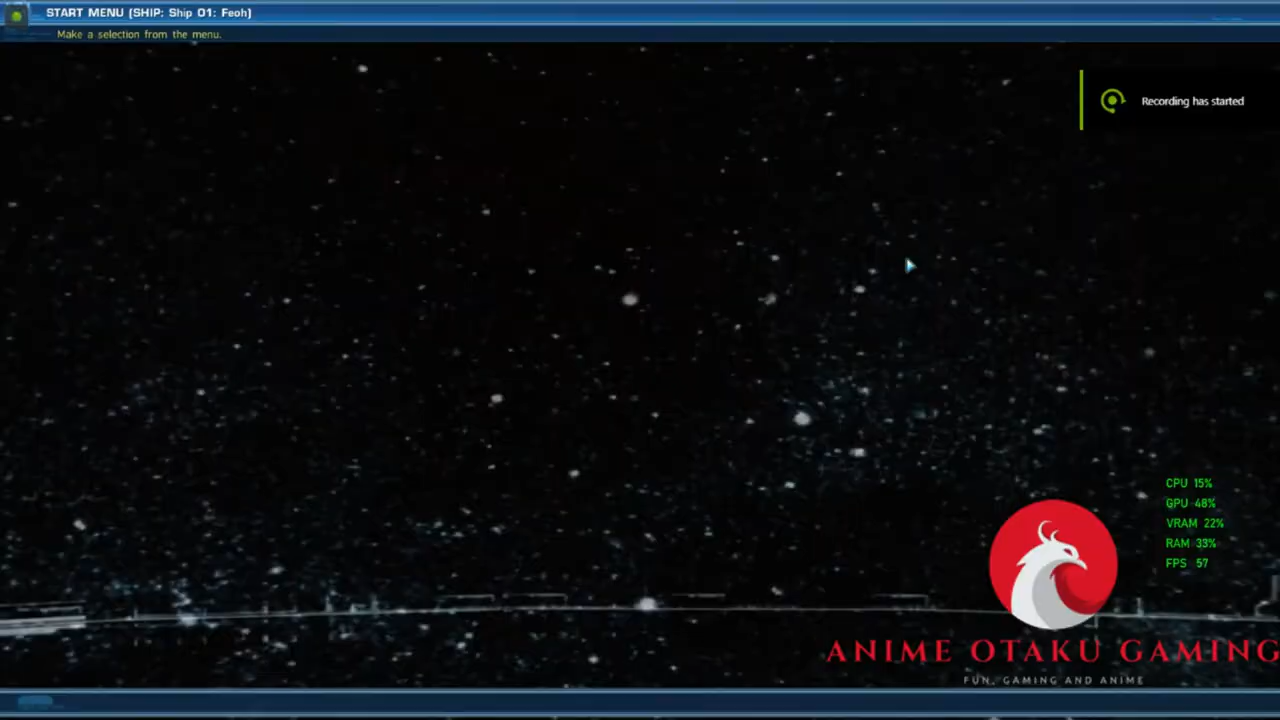 START MENU (SHIP: Ship 01: Feoh)
Make a selection from the menu.
Recording has started
CPU 15%
GPU 48%
VRAM 22%
RAM 33%
FPS 57
ANIME OTAKU GAMING
FUN, GAMING AND ANIME